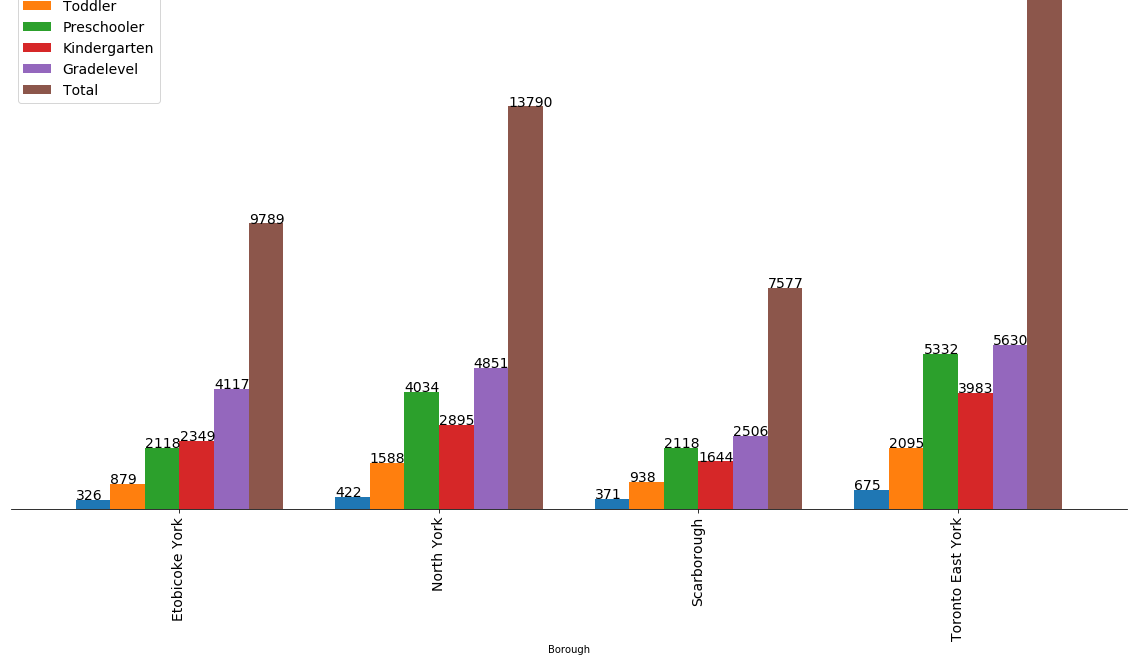 Toddler
Preschooler
Kindergarten
Gradelevel
Total
326
879
2118
2349
4117
9789
422
1588
4034
2895
4851
13790
371
938
2118
1644
2506
7577
675
2095
5332
3983
5630
Etobicoke York
North York
Scarborough
Toronto East York
Borough